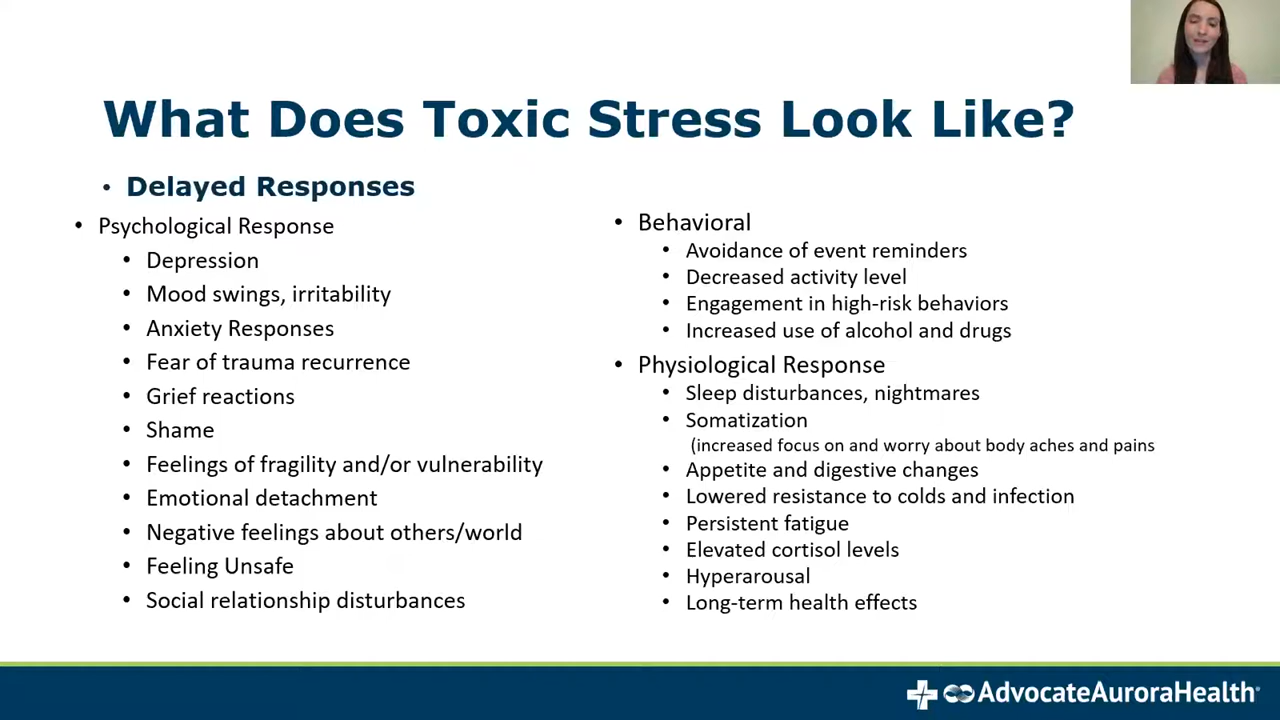 What Does Toxic Stress Look Like?
• Delayed Responses
• Psychological Response
• Depression
• Mood swings, irritability
• Anxiety Responses
• Fear of trauma recurrence
• Grief reactions
• Shame
• Feelings of fragility and/or vulnerability
• Emotional detachment
• Negative feelings about others/world
• Feeling Unsafe
• Social relationship disturbances
• Behavioral
• Avoidance of event reminders
• Decreased activity level
• Engagement in high-risk behaviors
• Increased use of alcohol and drugs
• Physiological Response
• Sleep disturbances, nightmares
• Somatization
(increased focus on and worry about body aches and pains
• Appetite and digestive changes
• Lowered resistance to colds and infection
• Persistent fatigue
• Elevated cortisol levels
• Hyperarousal
• Long-term health effects
AdvocateAuroraHealth